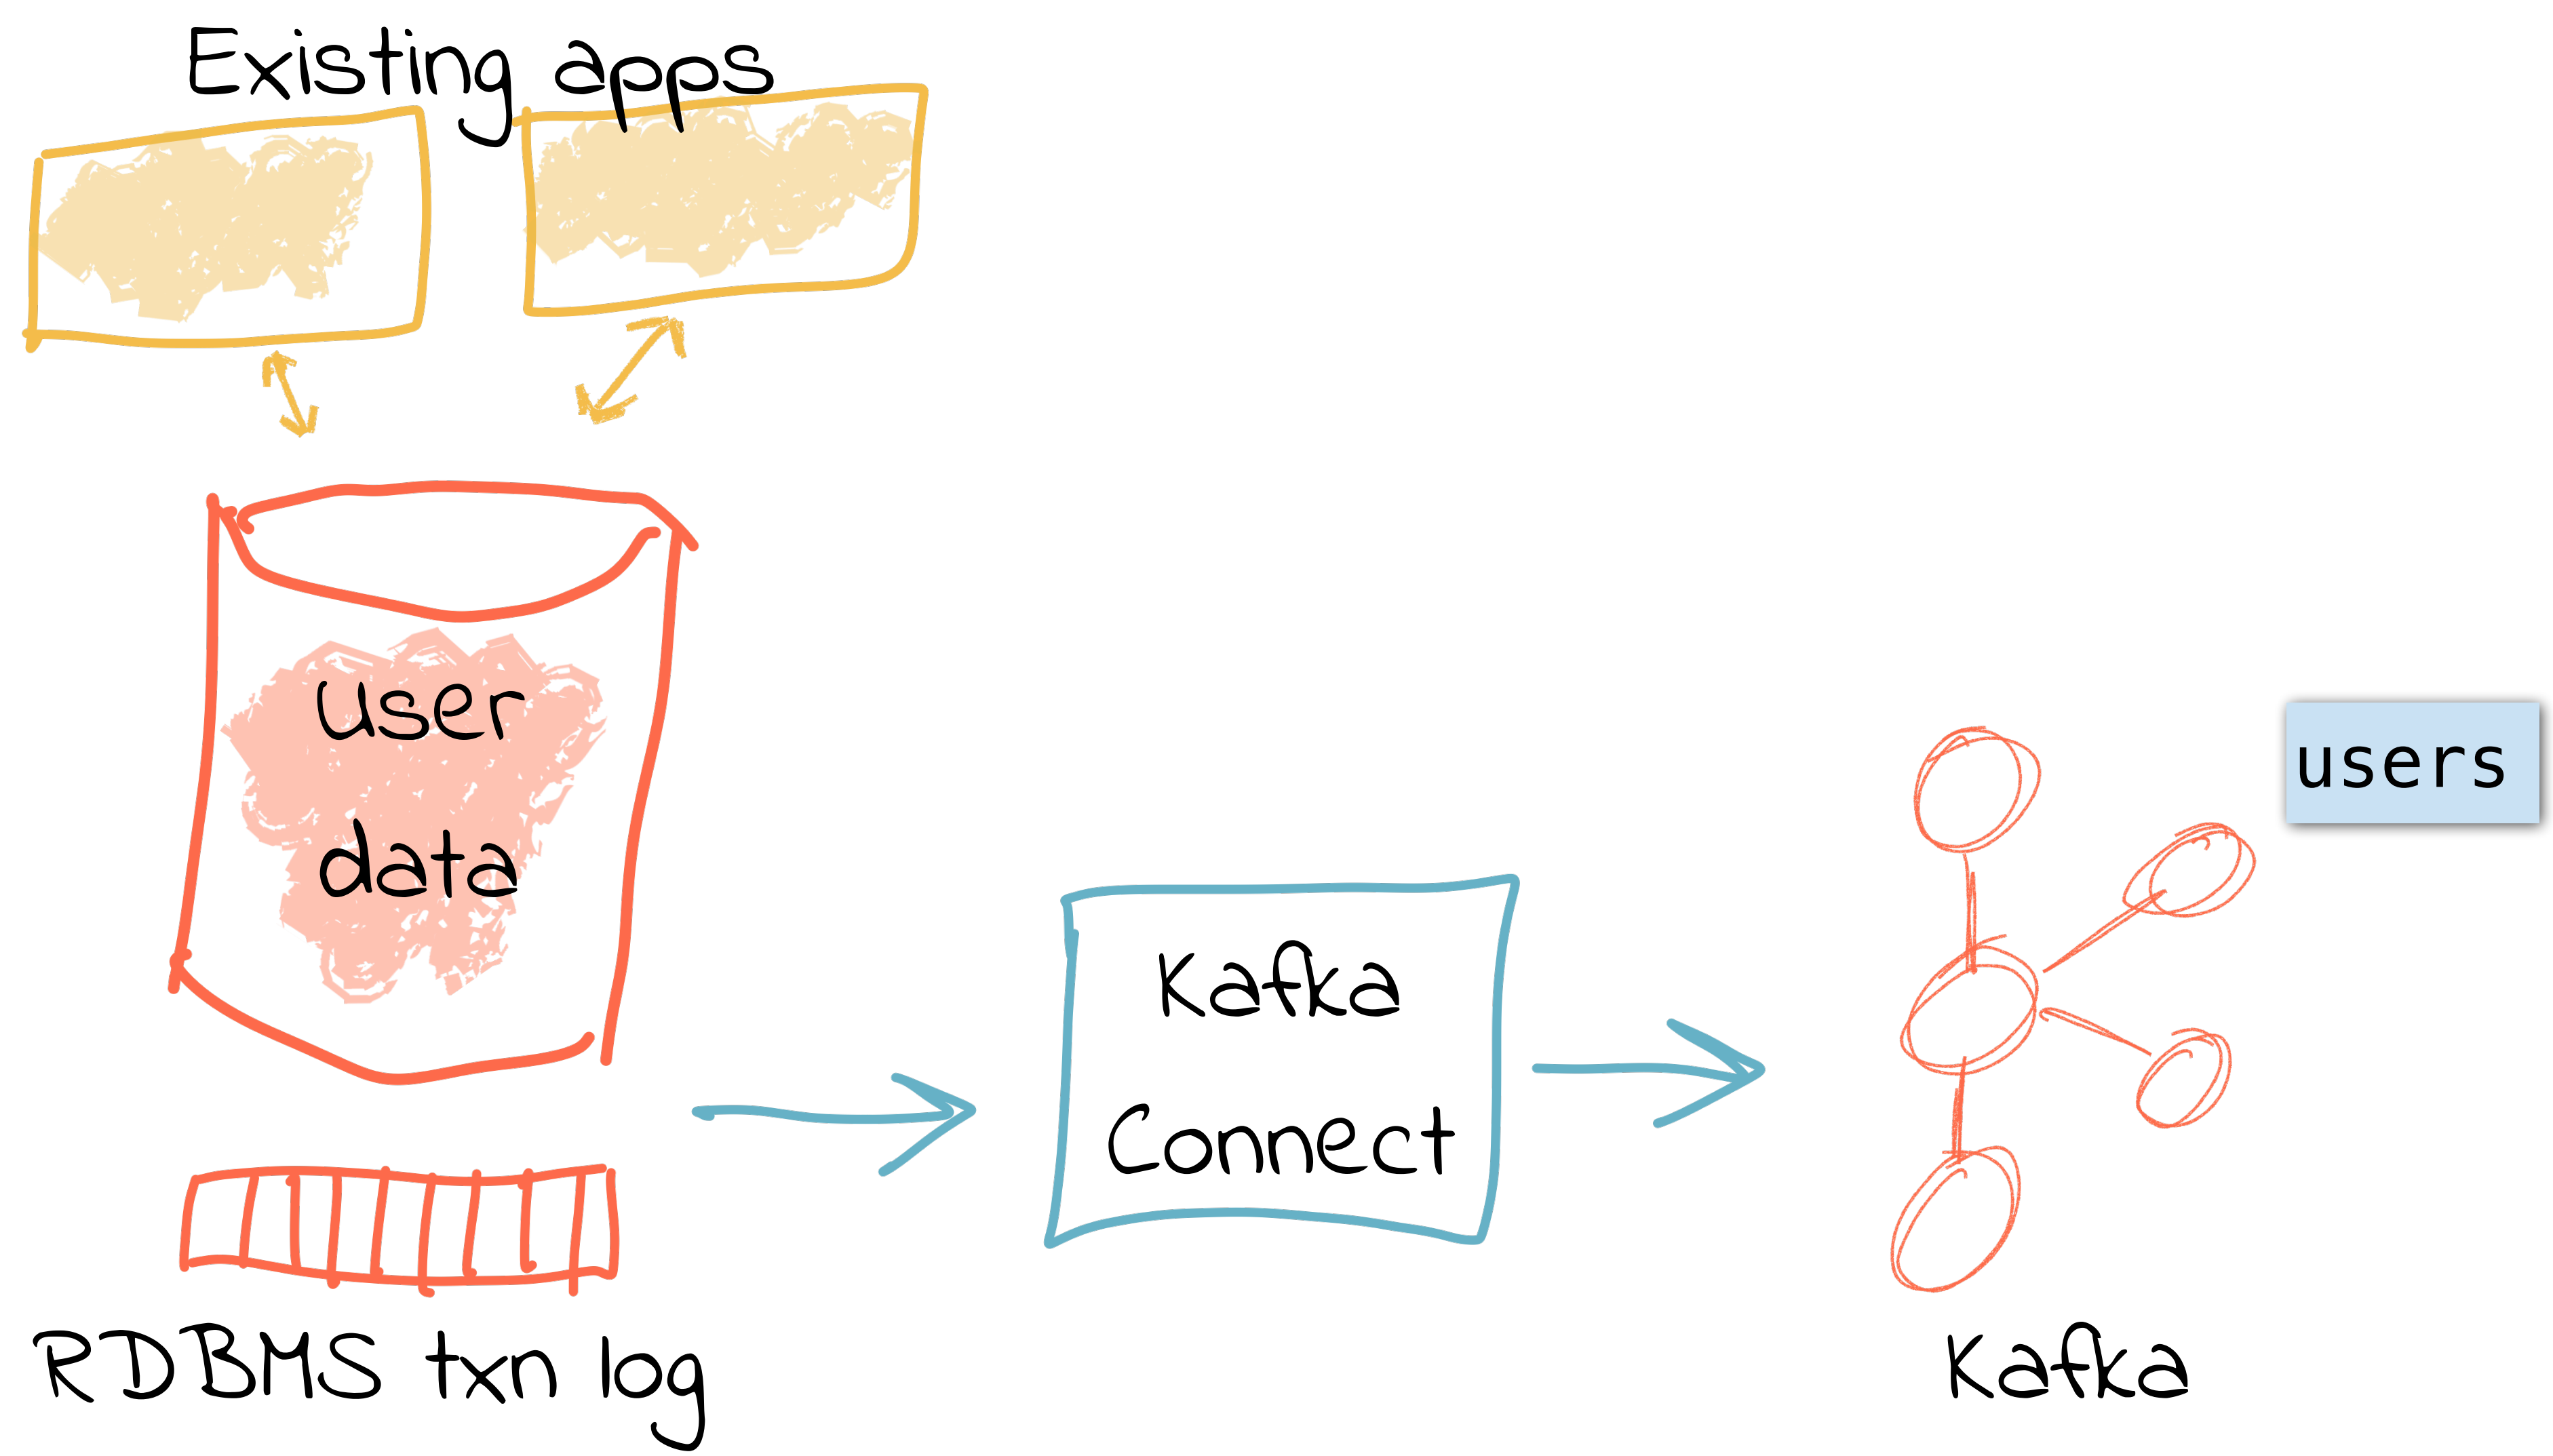 Existing apps
user
data
users
Kafka
Connect
RDBMS txn log
Kafka